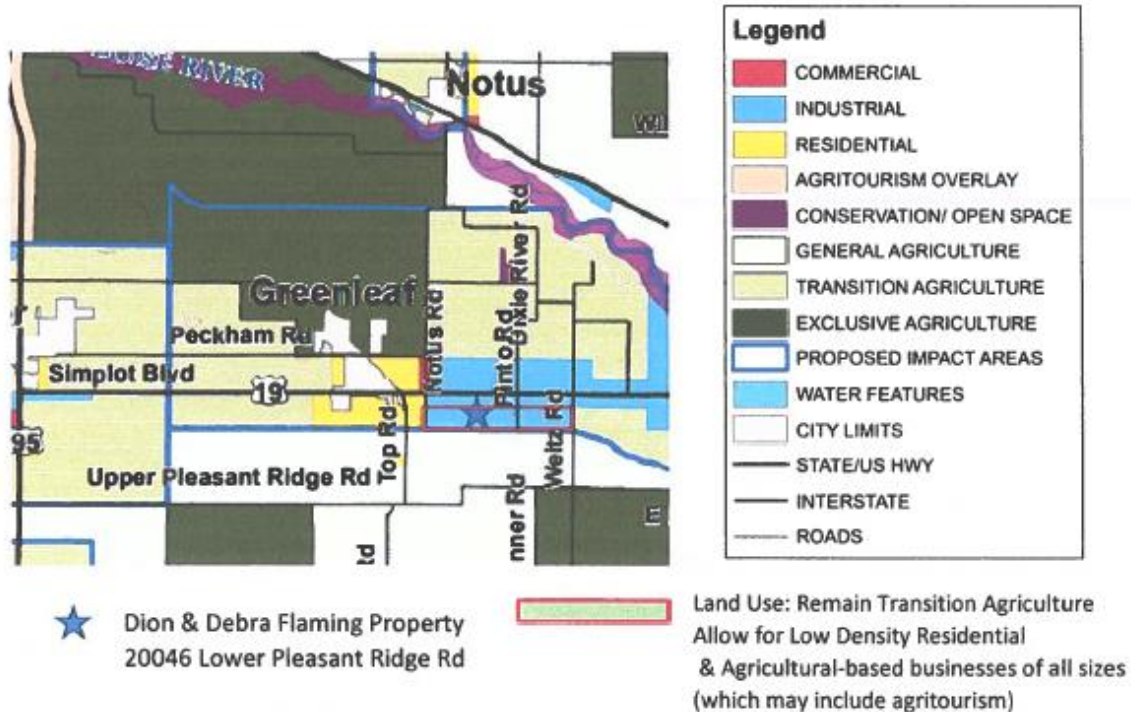 Notus
Greenleaf
Peckham Rd
Simplot Blvd
19
95
Notus Rd
Pinto Rd
Dixie River Rd
Top Rd
Weitz Rd
Upper Pleasant Ridge Rd
nner Rd
Legend
COMMERCIAL
INDUSTRIAL
RESIDENTIAL
AGRITOURISM OVERLAY
CONSERVATION/ OPEN SPACE
GENERAL AGRICULTURE
TRANSITION AGRICULTURE
EXCLUSIVE AGRICULTURE
PROPOSED IMPACT AREAS
WATER FEATURES
CITY LIMITS
STATE/US HWY
INTERSTATE
ROADS
Dion & Debra Flaming Property
20046 Lower Pleasant Ridge Rd
Land Use: Remain Transition Agriculture
Allow for Low Density Residential
& Agricultural-based businesses of all sizes
(which may include agritourism)